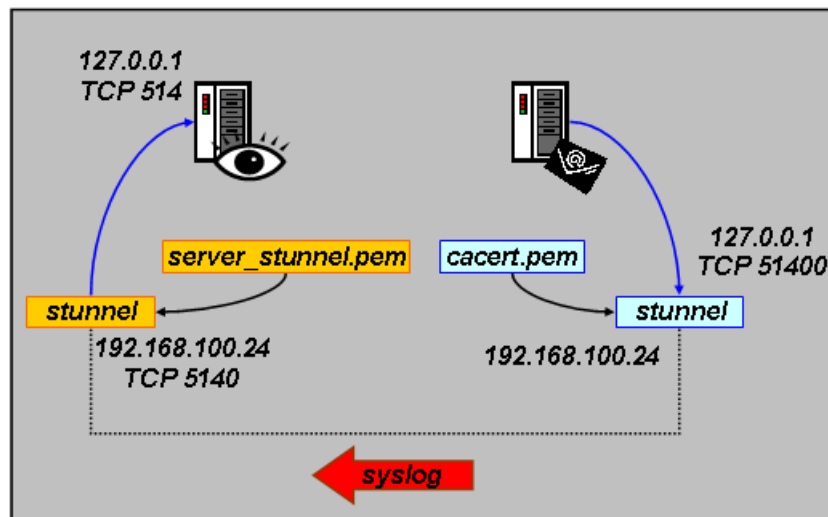 127.0.0.1
TCP 514
server_stunnel.pem
cacert.pem
127.0.0.1
TCP 51400
stunnel
stunnel
192.168.100.24
TCP 5140
192.168.100.24
syslog